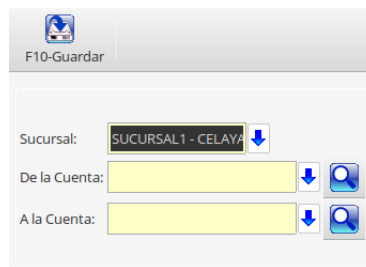 F10-Guardar
Sucursal: SUCURSAL1 - CELAYA
De la Cuenta:
A la Cuenta: